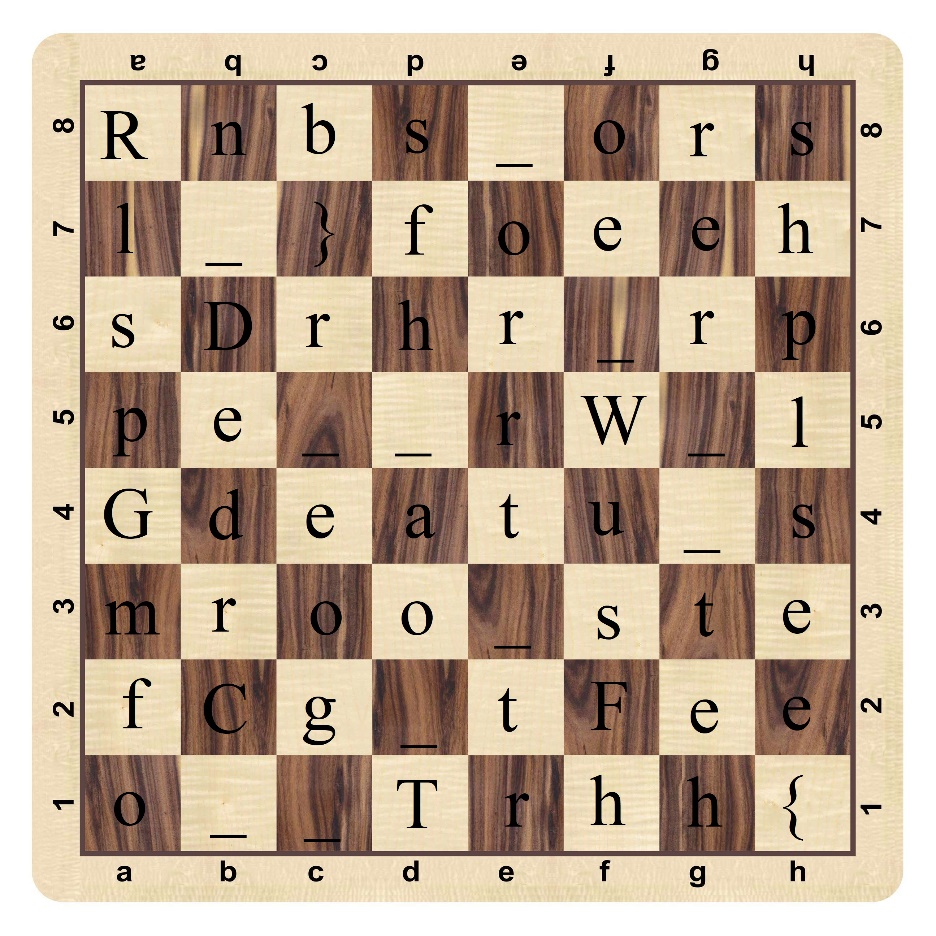 a b c d e f g h
8 R n b s _ o r s 8
7 l _ } f o e e h 7
6 s D r h r _ r p 6
5 p e _ _ r W _ l 5
4 G d e a t u _ s 4
3 m r o o _ s t e 3
2 f C g _ t F e e 2
1 o _ _ T r h h { 1
a b c d e f g h